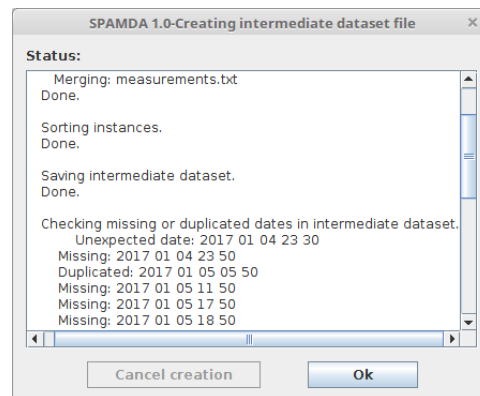 SPAMDA 1.0-Creating intermediate dataset file
Status:
Merging: measurements.txt
Done.
Sorting instances.
Done.
Saving intermediate dataset.
Done.
Checking missing or duplicated dates in intermediate dataset.
Unexpected date: 2017 01 04 23 30
Missing: 2017 01 04 23 50
Duplicated: 2017 01 05 05 50
Missing: 2017 01 05 11 50
Missing: 2017 01 05 17 50
Missing: 2017 01 05 18 50
Cancel creation
Ok